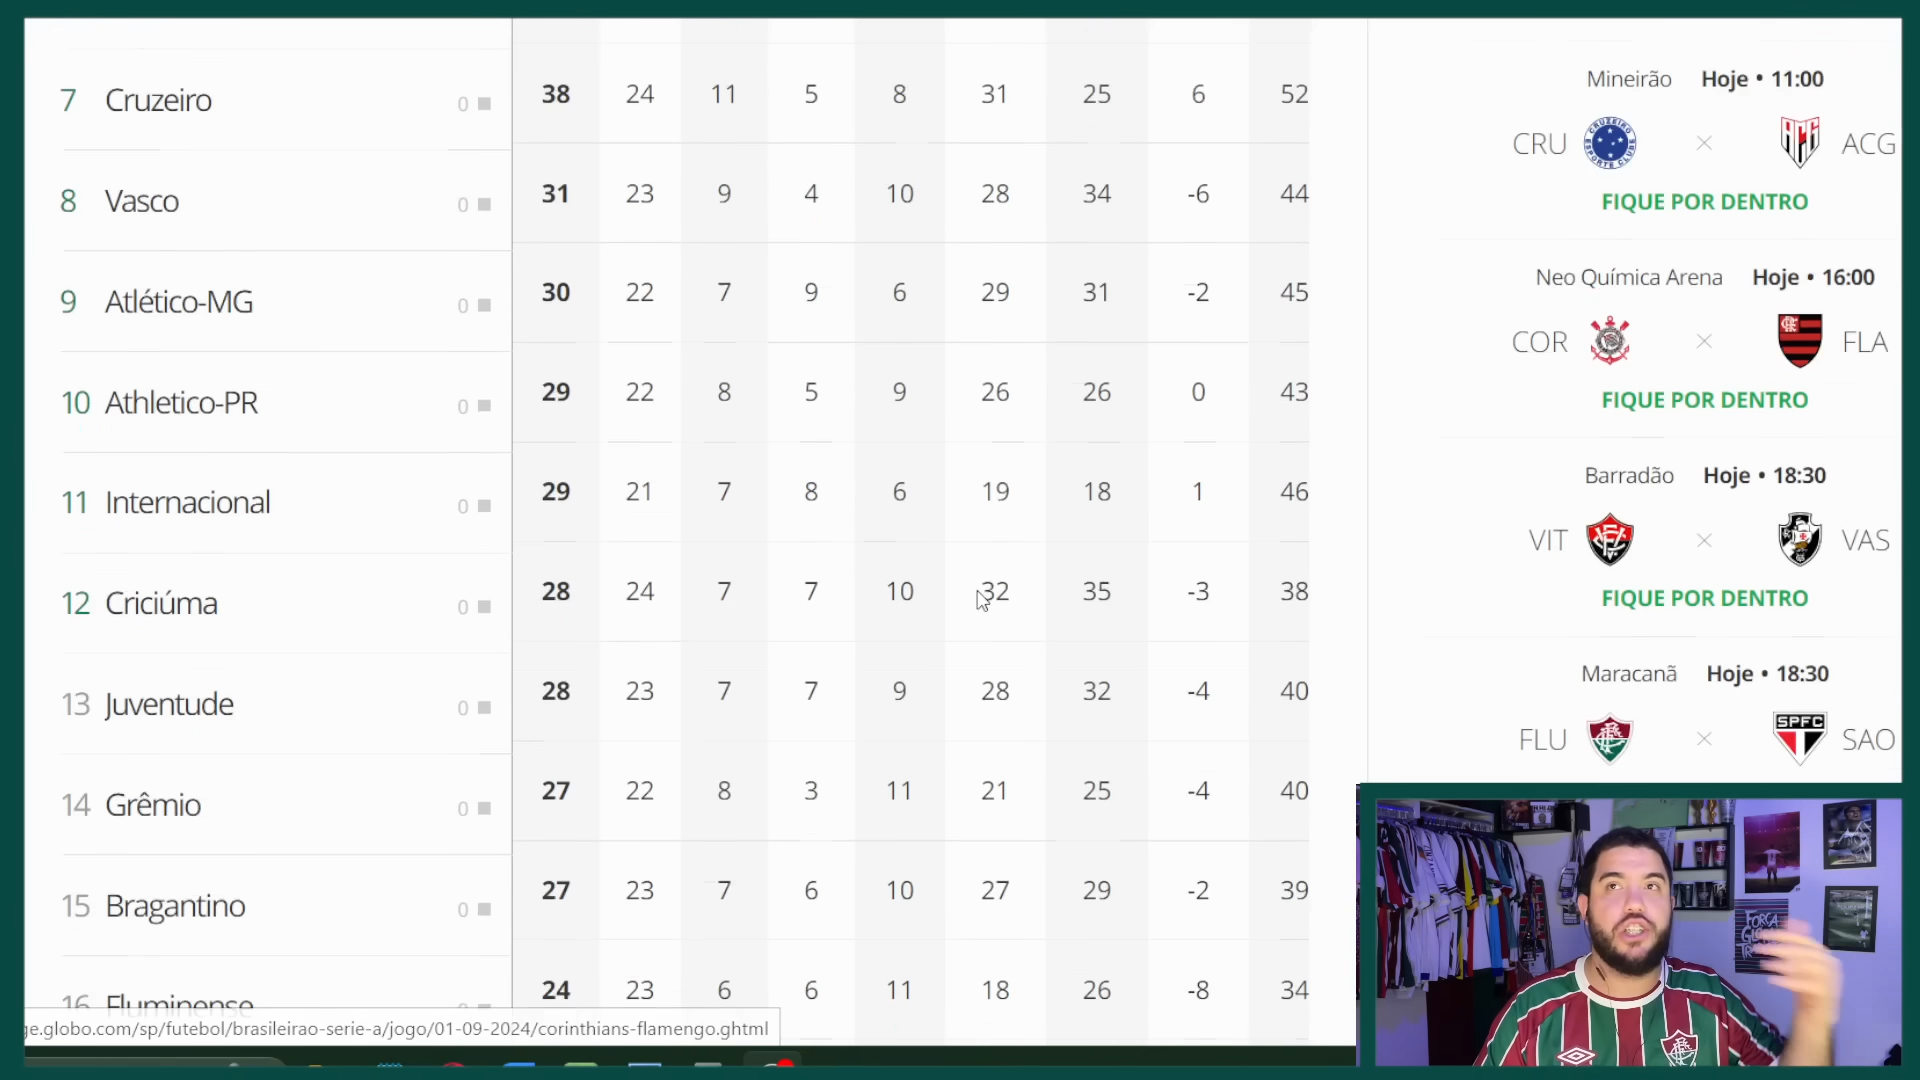 7 Cruzeiro 0 38 24 11 5 8 31 25 6 52
8 Vasco 0 31 23 9 4 10 28 34 -6 44
9 Atlético-MG 0 30 22 7 9 6 29 31 -2 45
10 Athletico-PR 0 29 22 8 5 9 26 26 0 43
11 Internacional 0 29 21 7 8 6 19 18 1 46
12 Criciúma 0 28 24 7 7 10 32 35 -3 38
13 Juventude 0 28 23 7 7 9 28 32 -4 40
14 Grêmio 0 27 22 8 3 11 21 25 -4 40
15 Bragantino 0 27 23 7 6 10 27 29 -2 39
16 Fluminense 0 24 23 6 6 11 18 26 -8 34
ge.globo.com/sp/futebol/brasileirao-serie-a/jogo/01-09-2024/corinthians-flamengo.ghtml
Mineirão Hoje • 11:00
CRU × ACG
FIQUE POR DENTRO
Neo Química Arena Hoje • 16:00
COR × FLA
FIQUE POR DENTRO
Barradão Hoje • 18:30
VIT × VAS
FIQUE POR DENTRO
Maracanã Hoje • 18:30
FLU × SPFC SAO